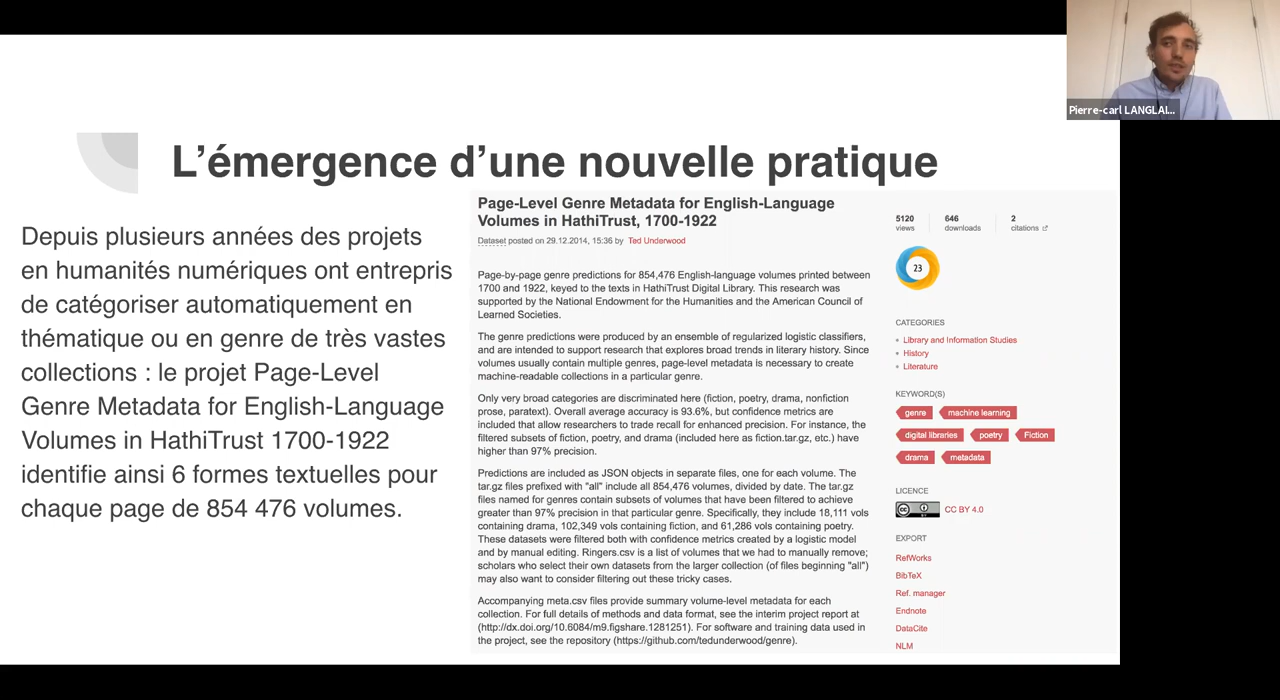 Pierre-carl LANGLAI...
L'émergence d'une nouvelle pratique
Depuis plusieurs années des projets
en humanités numériques ont entrepris
de catégoriser automatiquement en
thématique ou en genre de très vastes
collections : le projet Page-Level
Genre Metadata for English-Language
Volumes in HathiTrust 1700-1922
identifie ainsi 6 formes textuelles pour
chaque page de 854 476 volumes.
Page-Level Genre Metadata for English-Language
Volumes in HathiTrust, 1700-1922
Dataset posted on 29.12.2014, 15:36 by Ted Underwood
Page-by-page genre predictions for 854,476 English-language volumes printed between
1700 and 1922, keyed to the texts in HathiTrust Digital Library. This research was
supported by the National Endowment for the Humanities and the American Council of
Learned Societies.
The genre predictions were produced by an ensemble of regularized logistic classifiers,
and are intended to support research that explores broad trends in literary history. Since
volumes usually contain multiple genres, page-level metadata is necessary to create
machine-readable collections in a particular genre.
Only very broad categories are discriminated here (fiction, poetry, drama, nonfiction
prose, paratext). Overall average accuracy is 93.6%, but confidence metrics are
included that allow researchers to trade recall for enhanced precision. For instance, the
filtered subsets of fiction, poetry, and drama (included here as fiction.tar.gz, etc.) have
higher than 97% precision.
Predictions are included as JSON objects in separate files, one for each volume. The
tar.gz files prefixed with "all" include all 854,476 volumes, divided by date. The tar.gz
files named for genres contain subsets of volumes that have been filtered to achieve
greater than 97% precision in that particular genre. Specifically, they include 18,111 vols
containing drama, 102,349 vols containing fiction, and 61,286 vols containing poetry.
These datasets were filtered both with confidence metrics created by a logistic model
and by manual editing. Ringers.csv is a list of volumes that we had to manually remove;
scholars who select their own datasets from the larger collection (of files beginning "all")
may also want to consider filtering out these tricky cases.
Accompanying meta.csv files provide summary volume-level metadata for each
collection. For full details of methods and data format, see the interim project report at
(http://dx.doi.org/10.6084/m9.figshare.1281251). For software and training data used in
the project, see the repository (https://github.com/tedunderwood/genre).
5120 646 2
views downloads citations
23
CATEGORIES
Library and Information Studies
History
Literature
KEYWORD(S)
genre machine learning
digital libraries poetry Fiction
drama metadata
LICENCE
cc BY CC BY 4.0
EXPORT
RefWorks
BibTeX
Ref. manager
Endnote
DataCite
NLM